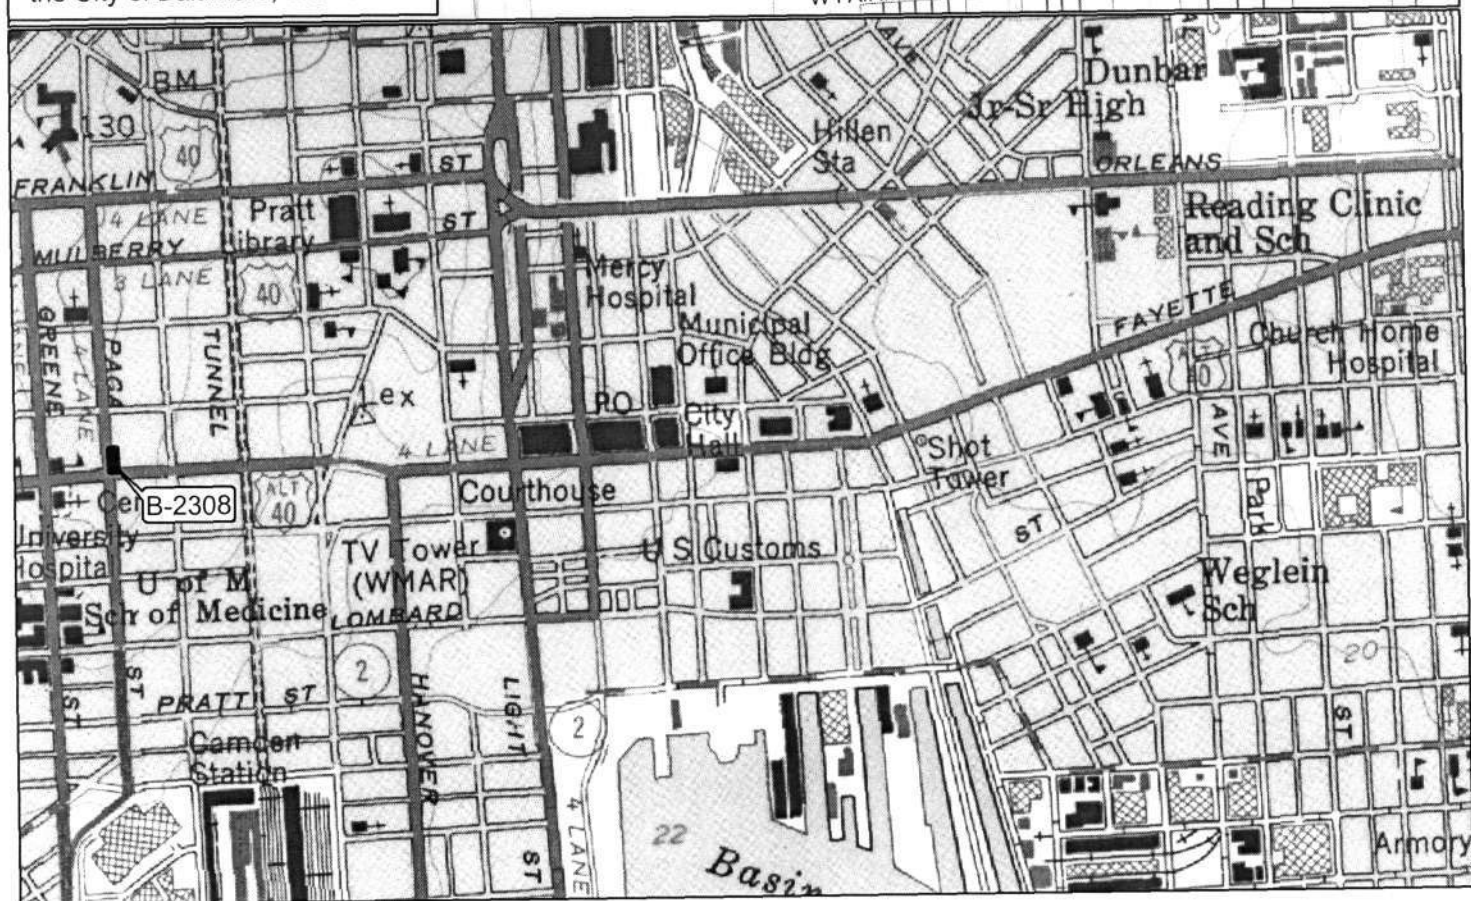 BM
130
40
FRANKLIN
ST
4 LANE
MULBERRY
ST
3 LANE
40
Pratt
Library
GREENE
4 LANE
PACA
TUNNEL
Lex
4 LANE
B-2308
ALT
40
University
Hospital
U of M
Sch of Medicine
TV Tower
(WMAR)
LOMBARD
2
PRATT ST
ST
ST
Camden
Station
HANOVER
LIGHT
ST
2
4 LANE
22
Basin
Courthouse
U S Customs
PO
City
Hall
Mercy
Hospital
Municipal
Office Bldg
Hillen
Sta
AVE
Dunbar
Jr-Sr High
ORLEANS
Reading Clinic
and Sch
FAYETTE
ALT
40
Church Home
Hospital
Shot
Tower
ST
AVE
Park
Weglein
Sch
20
ST
Armory